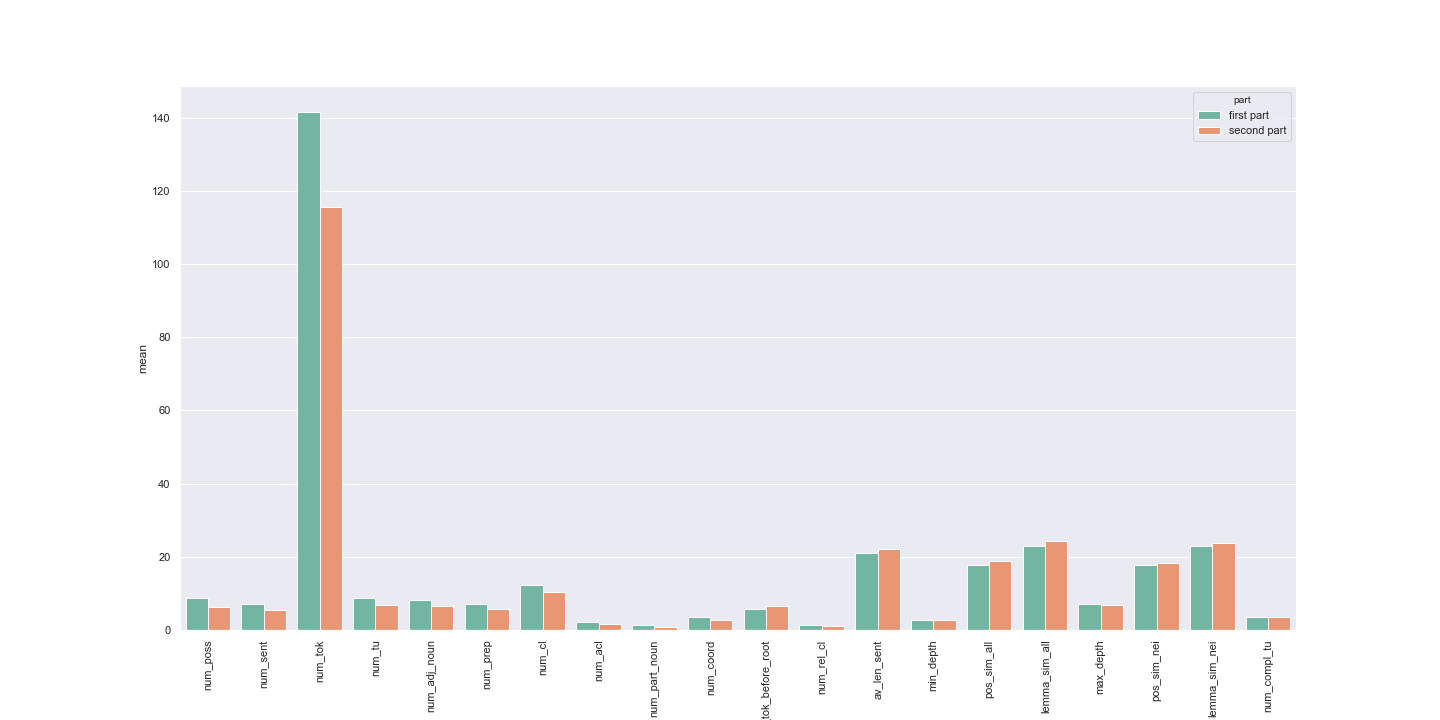 part
first part
second part
140
120
100
80
60
40
20
0
mean
num_poss
num_sent
num_tok
num_tu
num_adj_noun
num_prep
num_cl
num_acl
num_part_noun
num_coord
_tok_before_root
num_rel_cl
av_len_sent
min_depth
pos_sim_all
lemma_sim_all
max_depth
pos_sim_nei
lemma_sim_nei
num_compl_tu